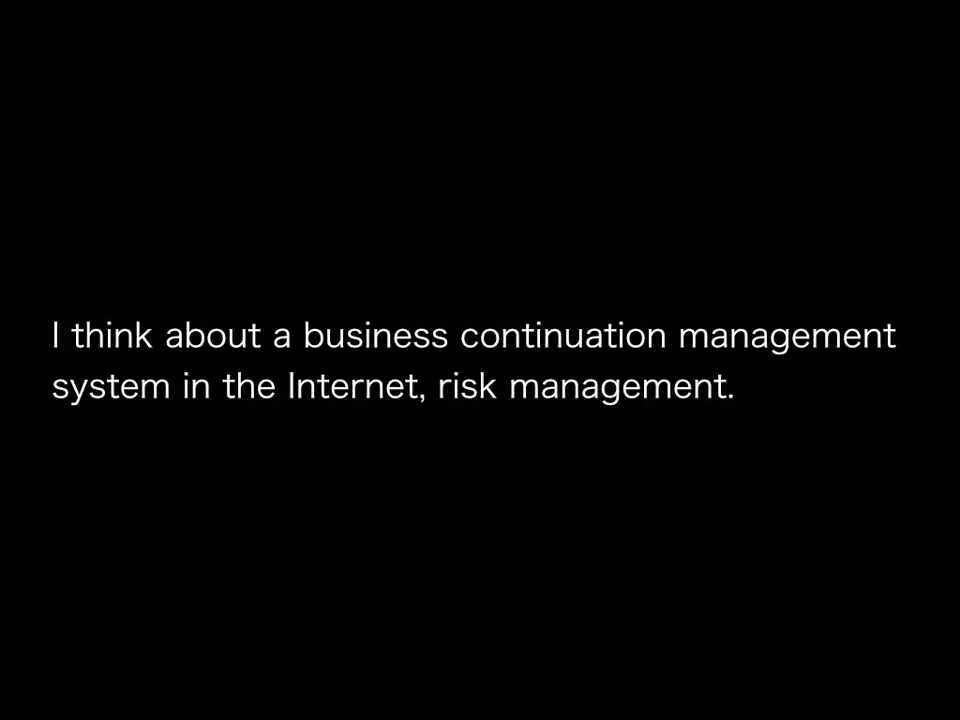 I think about a business continuation management
system in the Internet, risk management.